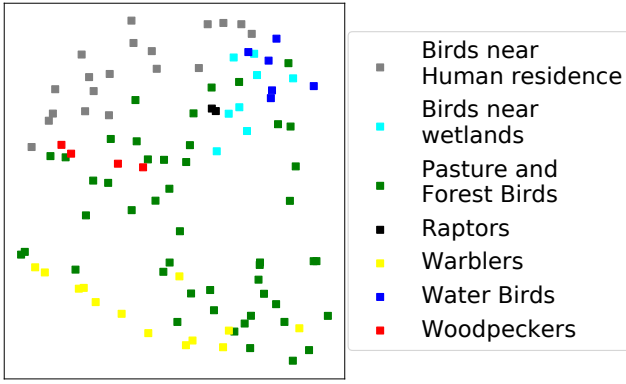 Birds near
Human residence
Birds near
wetlands
Pasture and
Forest Birds
Raptors
Warblers
Water Birds
Woodpeckers